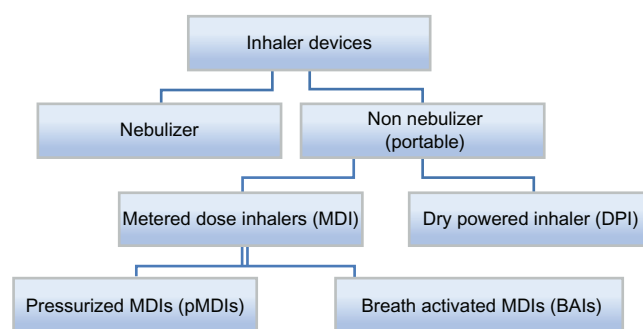 Inhaler devices
Nebulizer
Non nebulizer
(portable)
Metered dose inhalers (MDI)
Dry powered inhaler (DPI)
Pressurized MDIs (pMDIs)
Breath activated MDIs (BAIs)